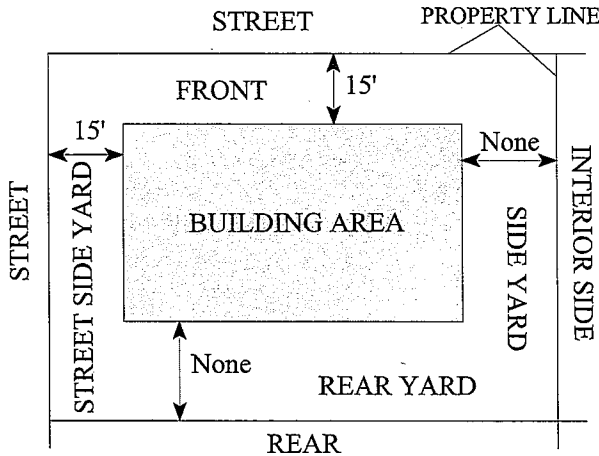 STREET
PROPERTY LINE
FRONT
15'
15'
None
BUILDING AREA
STREET
STREET SIDE YARD
SIDE YARD
INTERIOR SIDE
None
REAR YARD
REAR